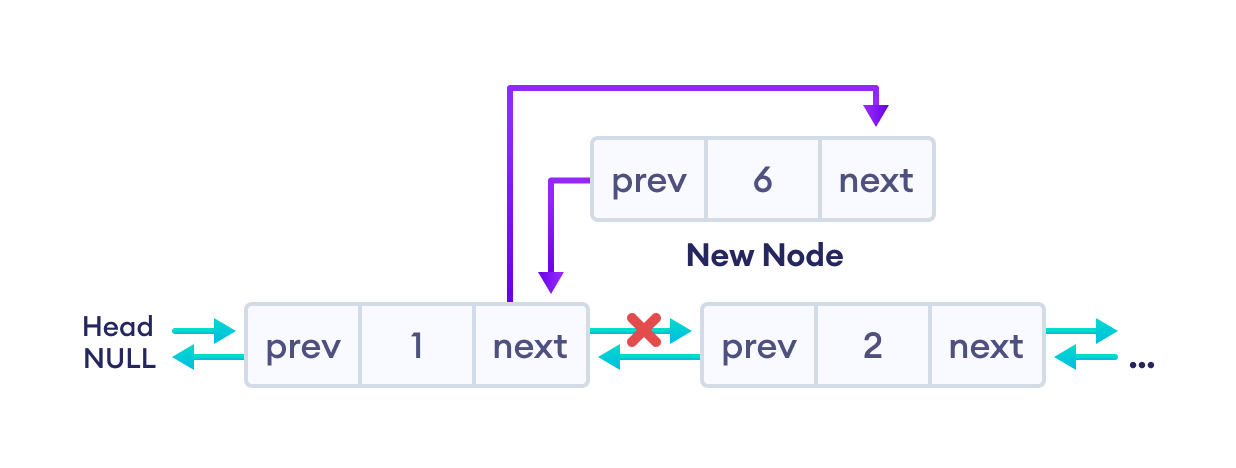 prev 6 next
New Node
Head
NULL
prev 1 next
prev 2 next
...